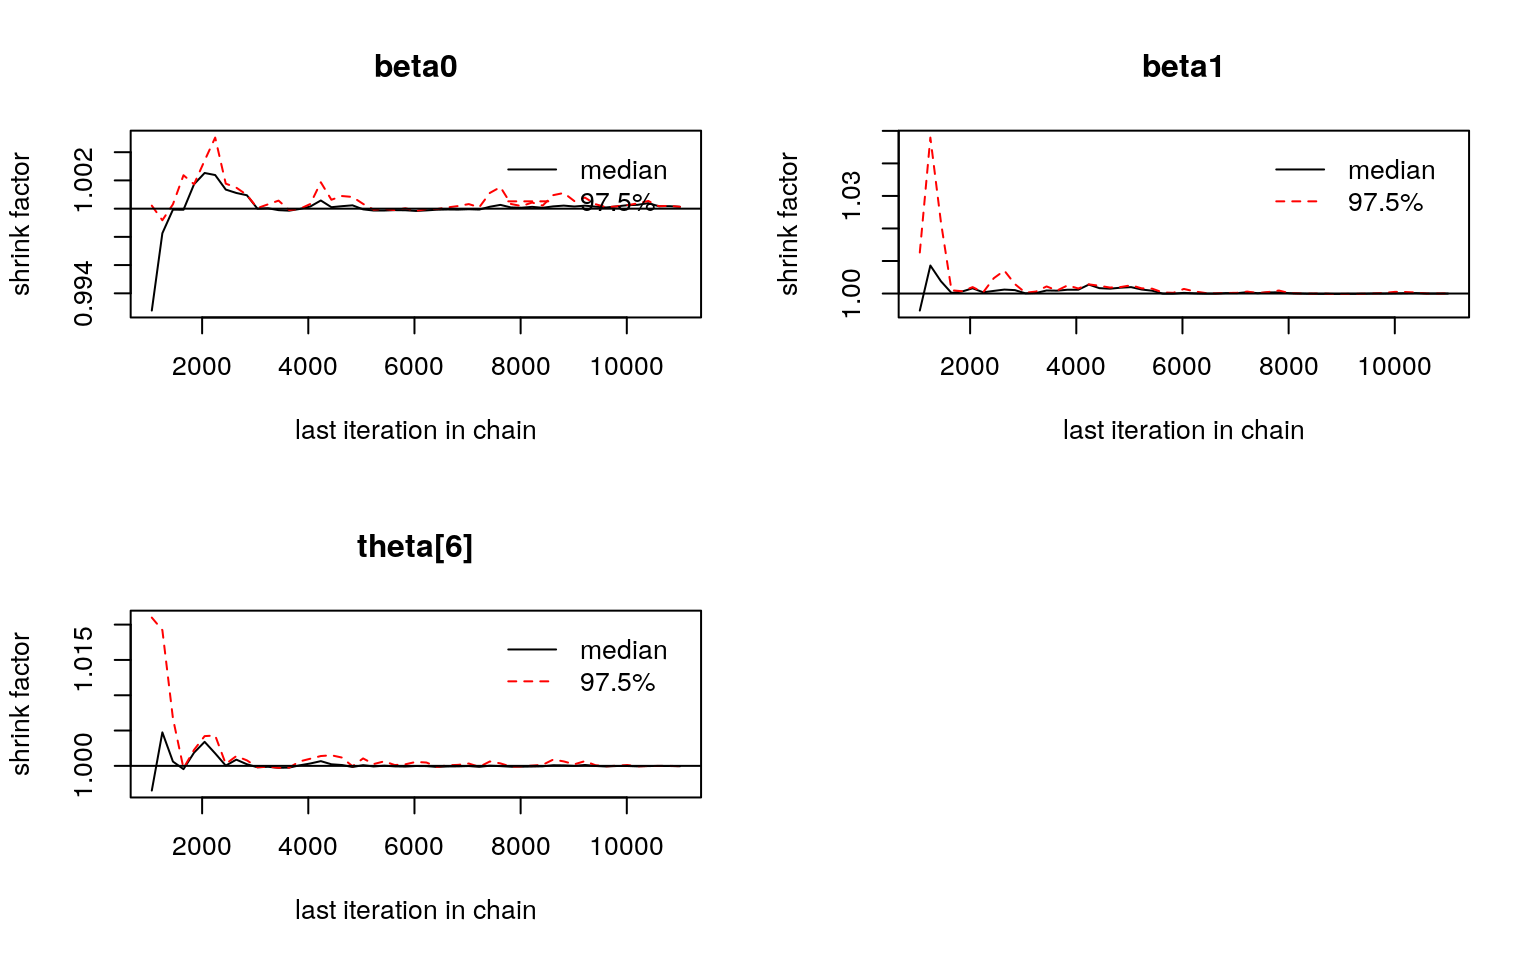 beta0
shrink factor
0.994 1.002
median
97.5%
2000 4000 6000 8000 10000
last iteration in chain
beta1
shrink factor
1.00 1.03
median
97.5%
2000 4000 6000 8000 10000
last iteration in chain
theta[6]
shrink factor
1.000 1.015
median
97.5%
2000 4000 6000 8000 10000
last iteration in chain